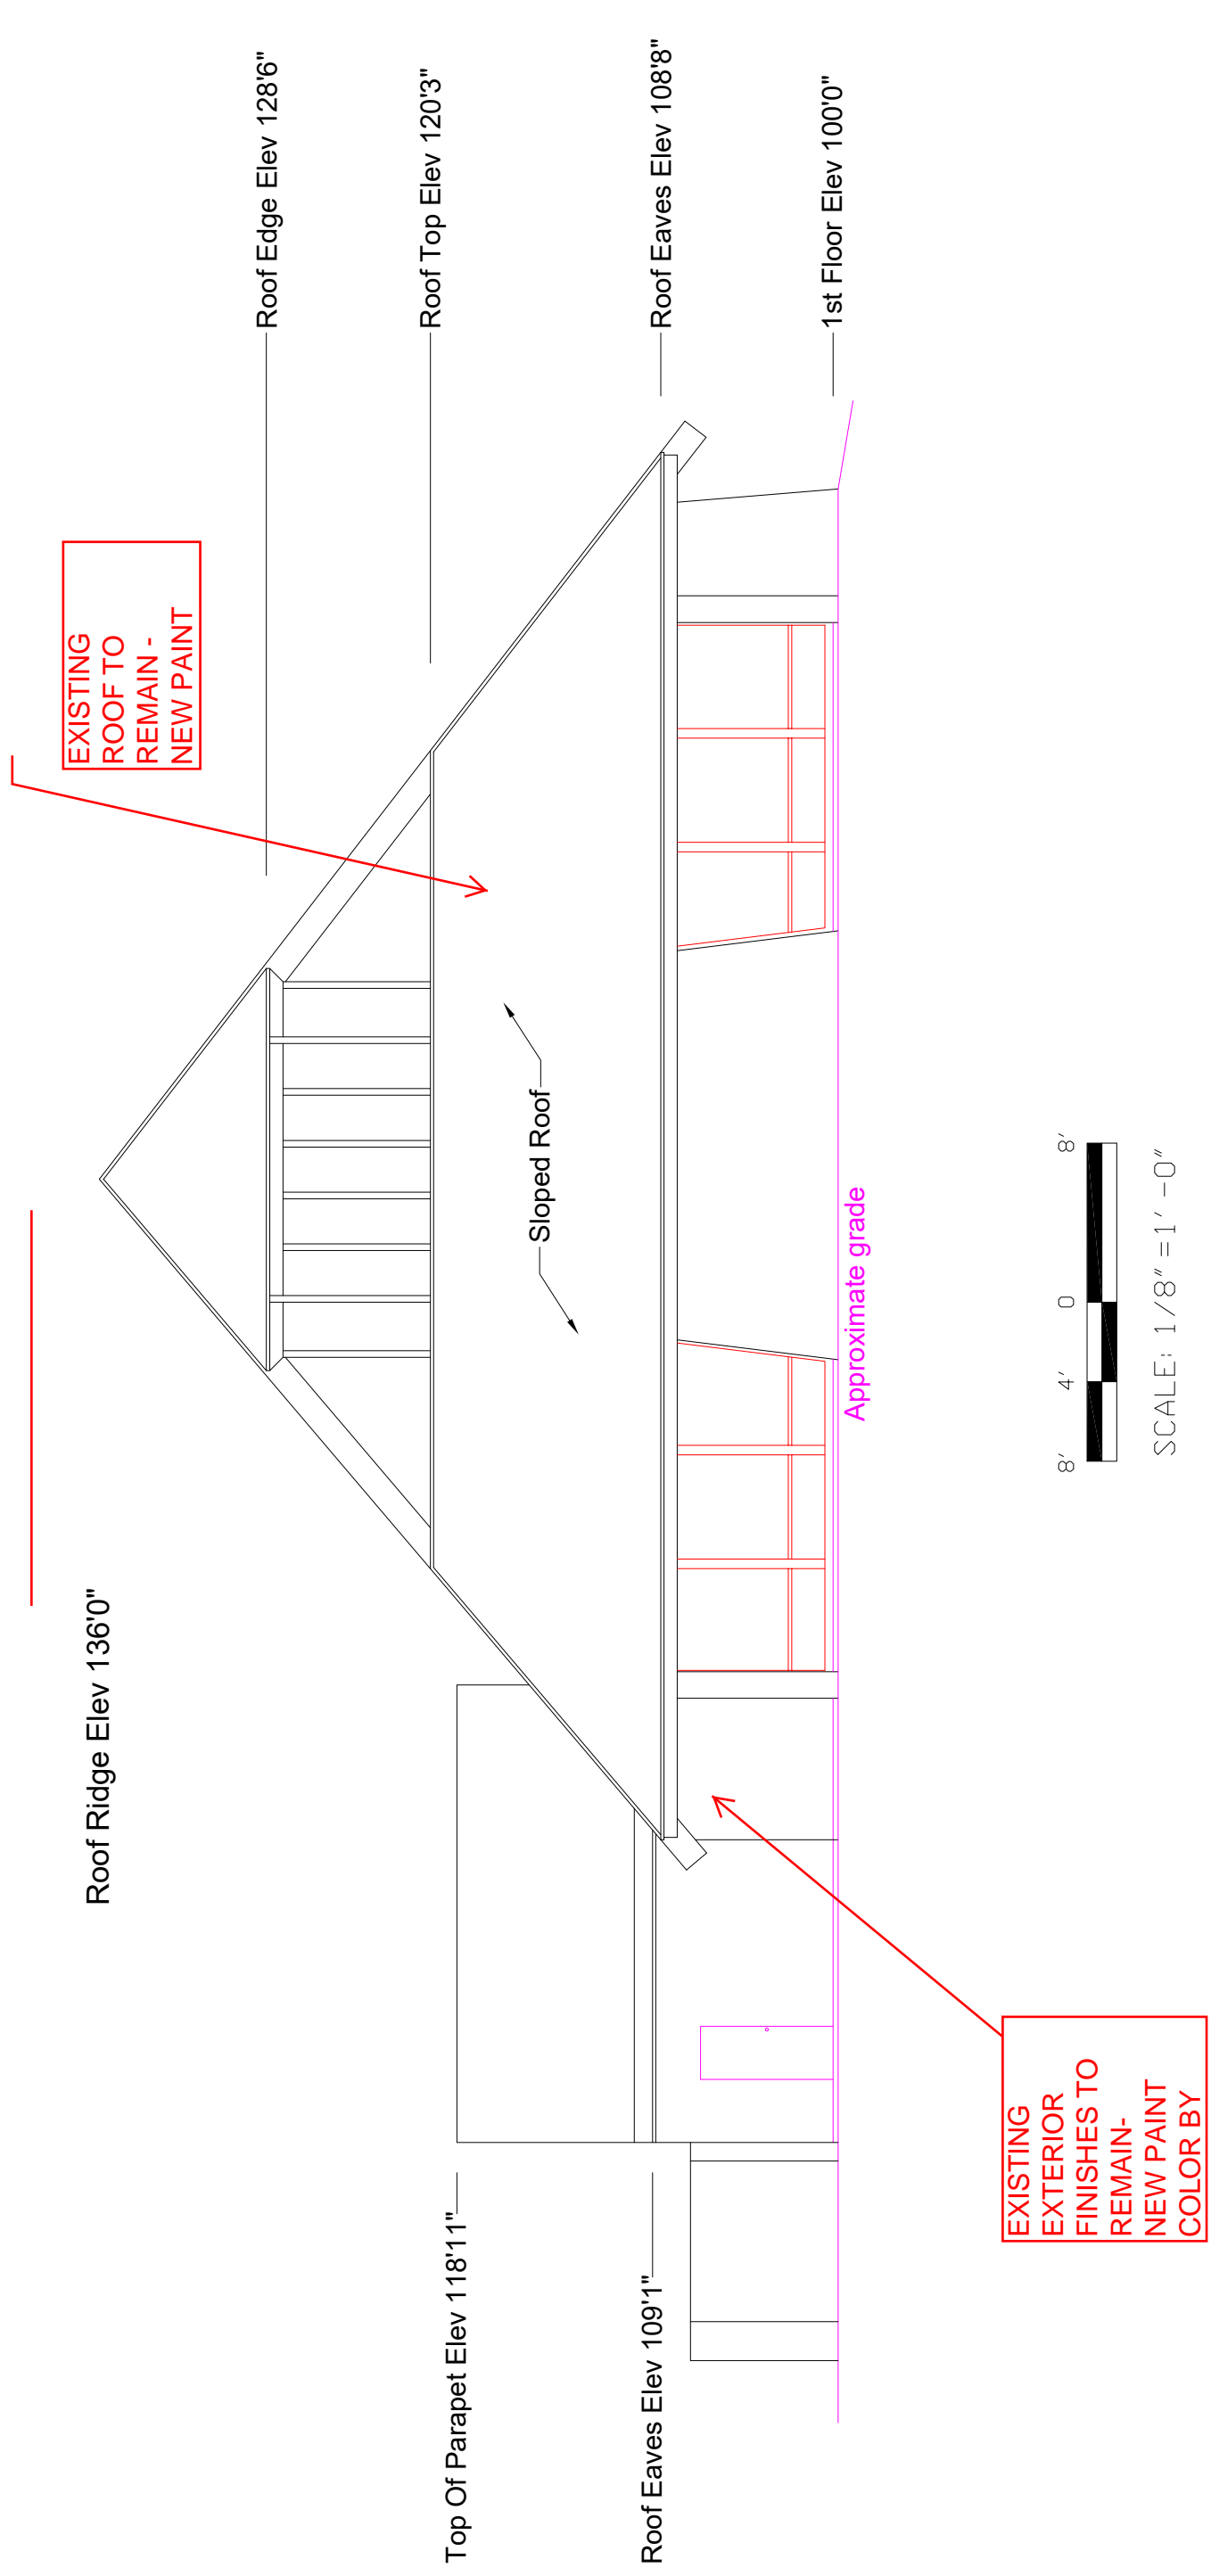 Roof Ridge Elev 136'0"
EXISTING
ROOF TO
REMAIN -
NEW PAINT
Roof Edge Elev 128'6"
Roof Top Elev 120'3"
Top Of Parapet Elev 118'11"
Sloped Roof
Roof Eaves Elev 109'1"
Roof Eaves Elev 108'8"
1st Floor Elev 100'0"
Approximate grade
EXISTING
EXTERIOR
FINISHES TO
REMAIN-
NEW PAINT
COLOR BY
8' 4' 0 8'
SCALE: 1/8"=1'-0"